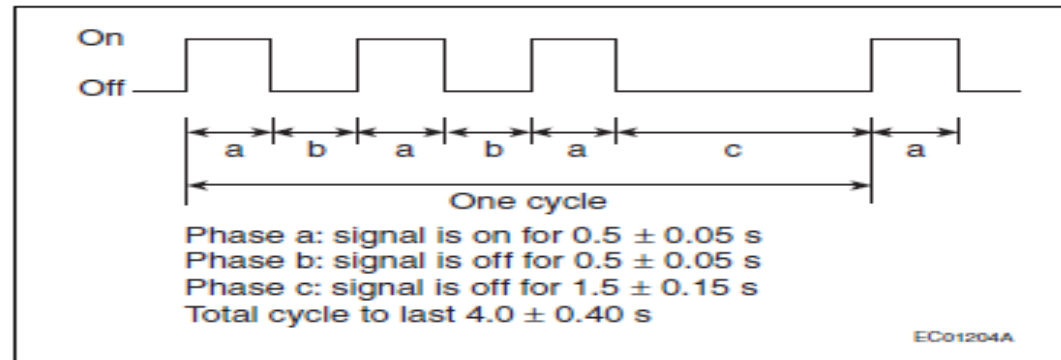 On
Off
a b a b a c a
One cycle
Phase a: signal is on for 0.5 ± 0.05 s
Phase b: signal is off for 0.5 ± 0.05 s
Phase c: signal is off for 1.5 ± 0.15 s
Total cycle to last 4.0 ± 0.40 s
EC01204A